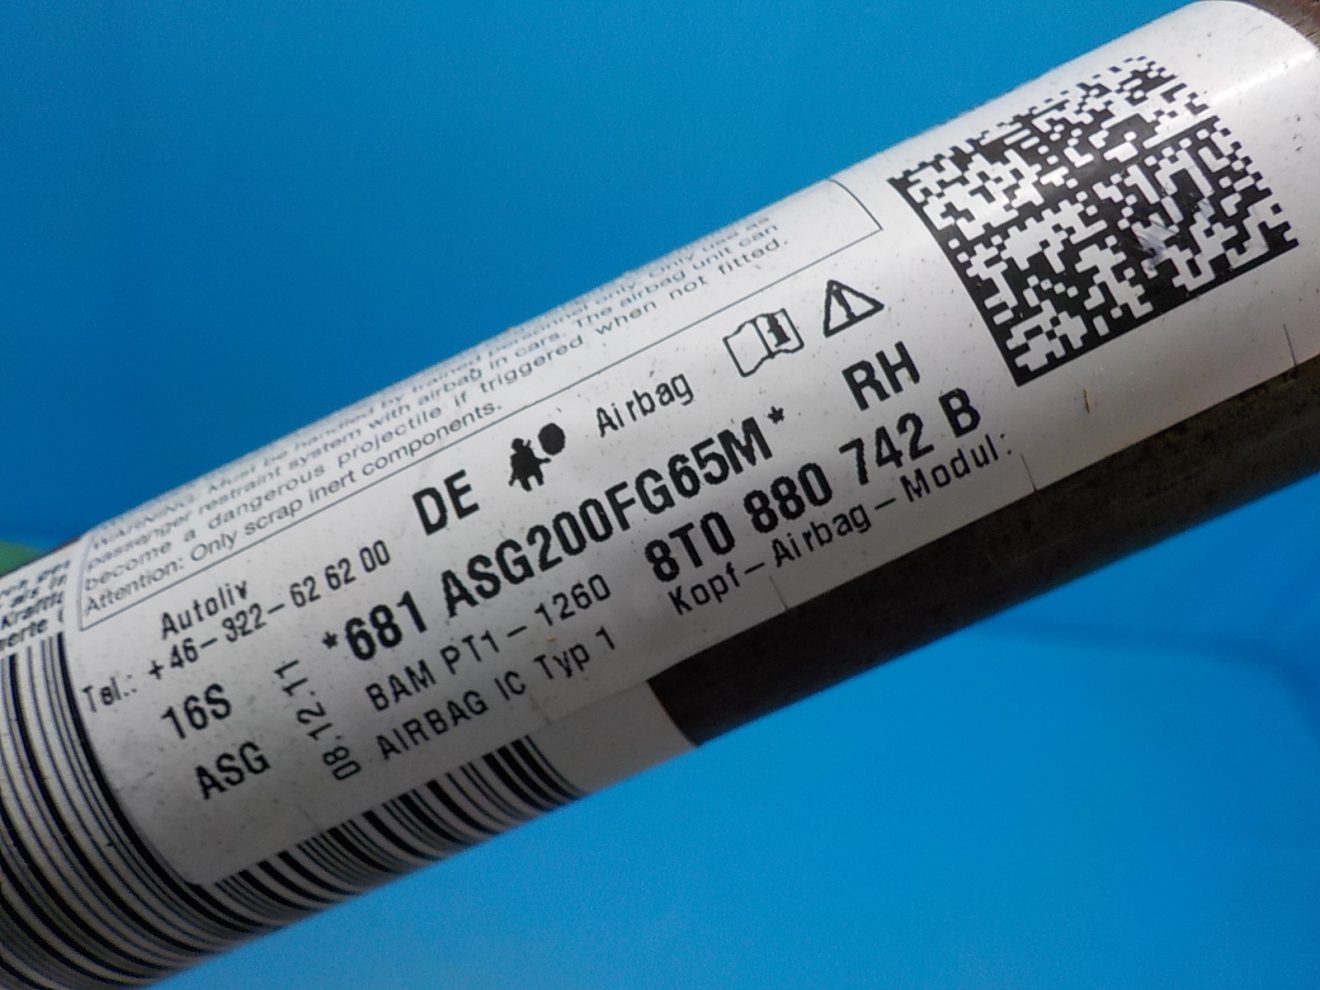 WARNING: Must be handled by trained personnel only. Only use as
passenger restraint system with airbag in cars. The airbag unit can
become a dangerous projectile if triggered when not fitted.
Attention: Only scrap inert components.
Autoliv
Tel.: +46-322-62 62 00
DE
Airbag
16S
ASG
08.12.11
*681 ASG200FG65M*
RH
BAM PT1-1260
8T0 880 742 B
AIRBAG IC Typ 1
Kopf-Airbag-Modul: